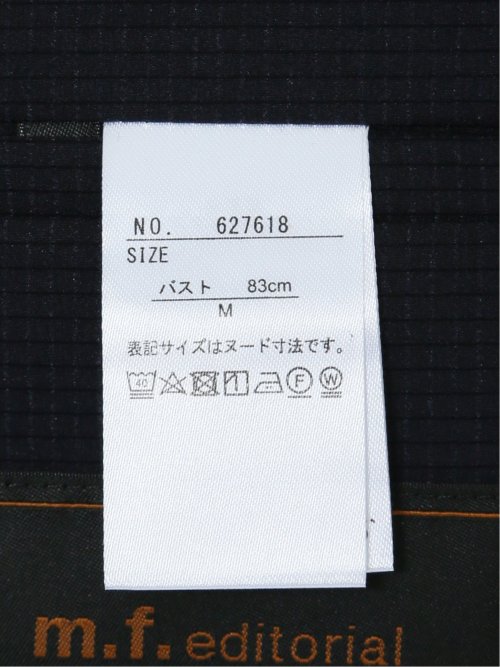 NO. 627618
SIZE
バスト 83cm
M
表記サイズはヌード寸法です。
40 F W
m.f. editorial